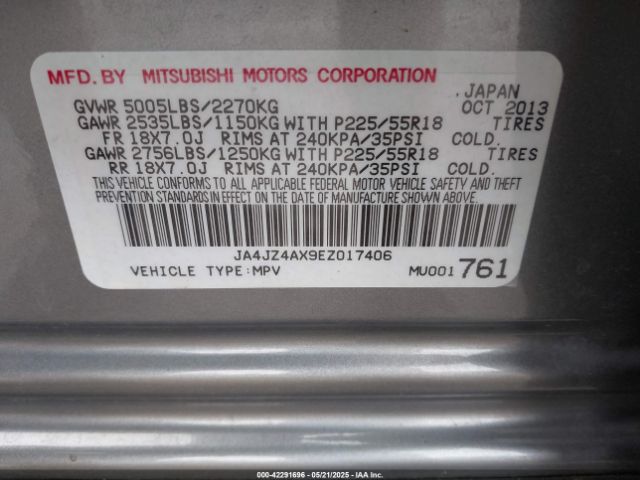 MFD. BY MITSUBISHI MOTORS CORPORATION
, JAPAN
GVWR 5005LBS/2270KG OCT 2013
GAWR 2535LBS/1150KG WITH P225/55R18 TIRES
FR 18X7.0J RIMS AT 240KPA/35PSI COLD.
GAWR 2756LBS/1250KG WITH P225/55R18 TIRES
RR 18X7.0J RIMS AT 240KPA/35PSI COLD.
THIS VEHICLE CONFORMS TO ALL APPLICABLE FEDERAL MOTOR VEHICLE SAFETY AND THEFT
PREVENTION STANDARDS IN EFFECT ON THE DATE OF MANUFACTURE SHOWN ABOVE.
JA4JZ4AX9EZ017406
VEHICLE TYPE:MPV MU001 761
000-42291696 - 05/21/2025 - IAAI.COM